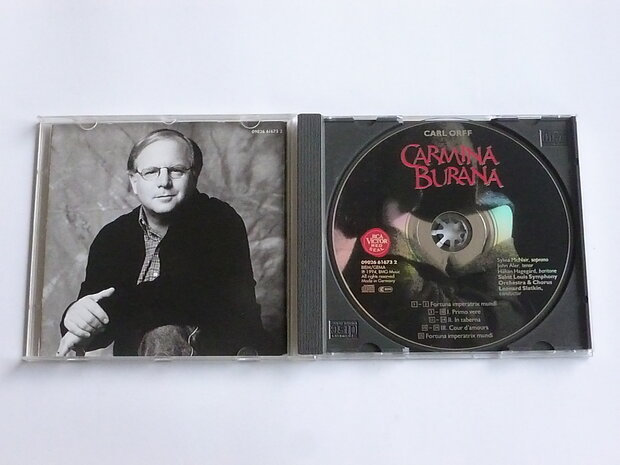 09026 61673 2
CARL ORFF
CARMINA
BURANA
RCA
VICTOR
RED
SEAL
09026 61673 2
BIEM/GEMA
℗ 1994, BMG Music
All rights reserved
Made in Germany
Sylvia McNair, soprano
John Aler, tenor
Håkan Hagegård, baritone
Saint Louis Symphony
Orchestra & Chorus
Leonard Slatkin,
conductor
Fortuna imperatrix mundi
I. Primo vere
II. In taberna
III. Cour d'amours
Fortuna imperatrix mundi